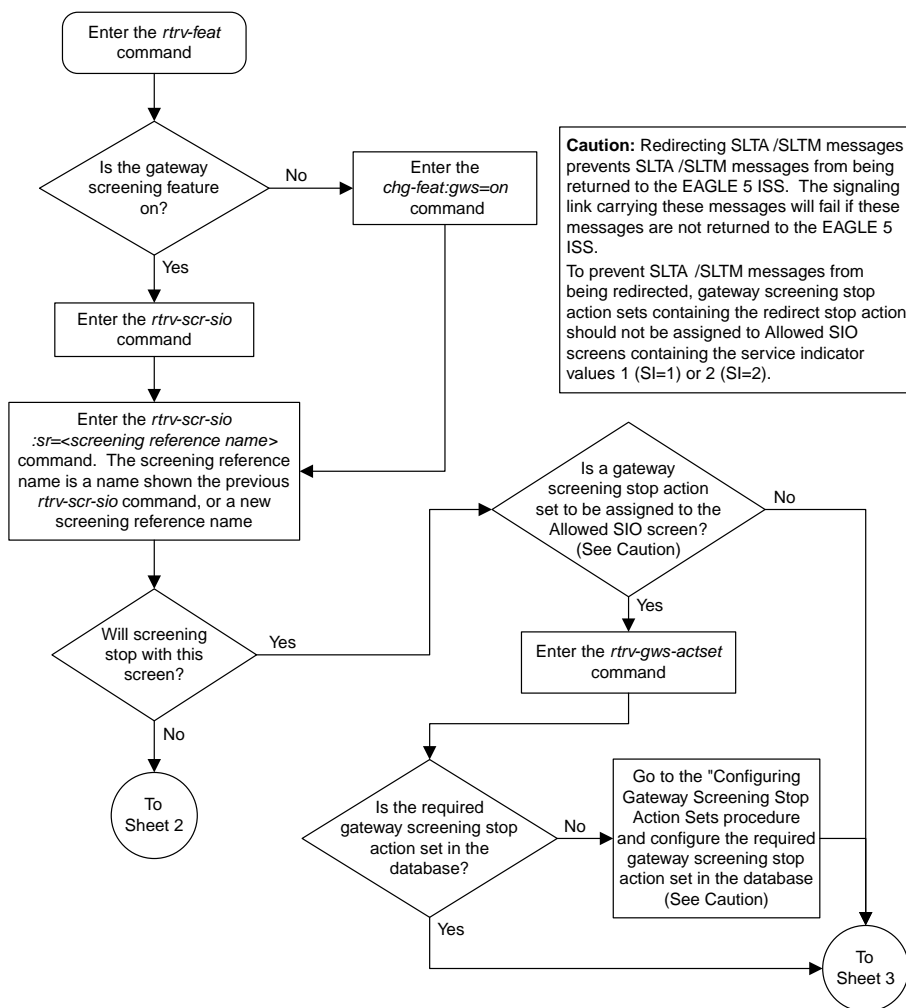 Enter the rtrv-feat
command
Is the gateway
screening feature
on?
No
Enter the
chg-feat:gws=on
command
Yes
Caution: Redirecting SLTA /SLTM messages
prevents SLTA /SLTM messages from being
returned to the EAGLE 5 ISS. The signaling
link carrying these messages will fail if these
messages are not returned to the EAGLE 5
ISS.
To prevent SLTA /SLTM messages from
being redirected, gateway screening stop
action sets containing the redirect stop action
should not be assigned to Allowed SIO
screens containing the service indicator
values 1 (SI=1) or 2 (SI=2).
Enter the rtrv-scr-sio
command
Enter the rtrv-scr-sio
:sr=<screening reference name>
command. The screening reference
name is a name shown the previous
rtrv-scr-sio command, or a new
screening reference name
Is a gateway
screening stop action
set to be assigned to the
Allowed SIO screen?
(See Caution)
No
Yes
Will screening
stop with this
screen?
Yes
No
To
Sheet 2
Enter the rtrv-gws-actset
command
Is the required
gateway screening stop
action set in the
database?
No
Yes
Go to the "Configuring
Gateway Screening Stop
Action Sets procedure
and configure the required
gateway screening stop
action set in the database
(See Caution)
To
Sheet 3